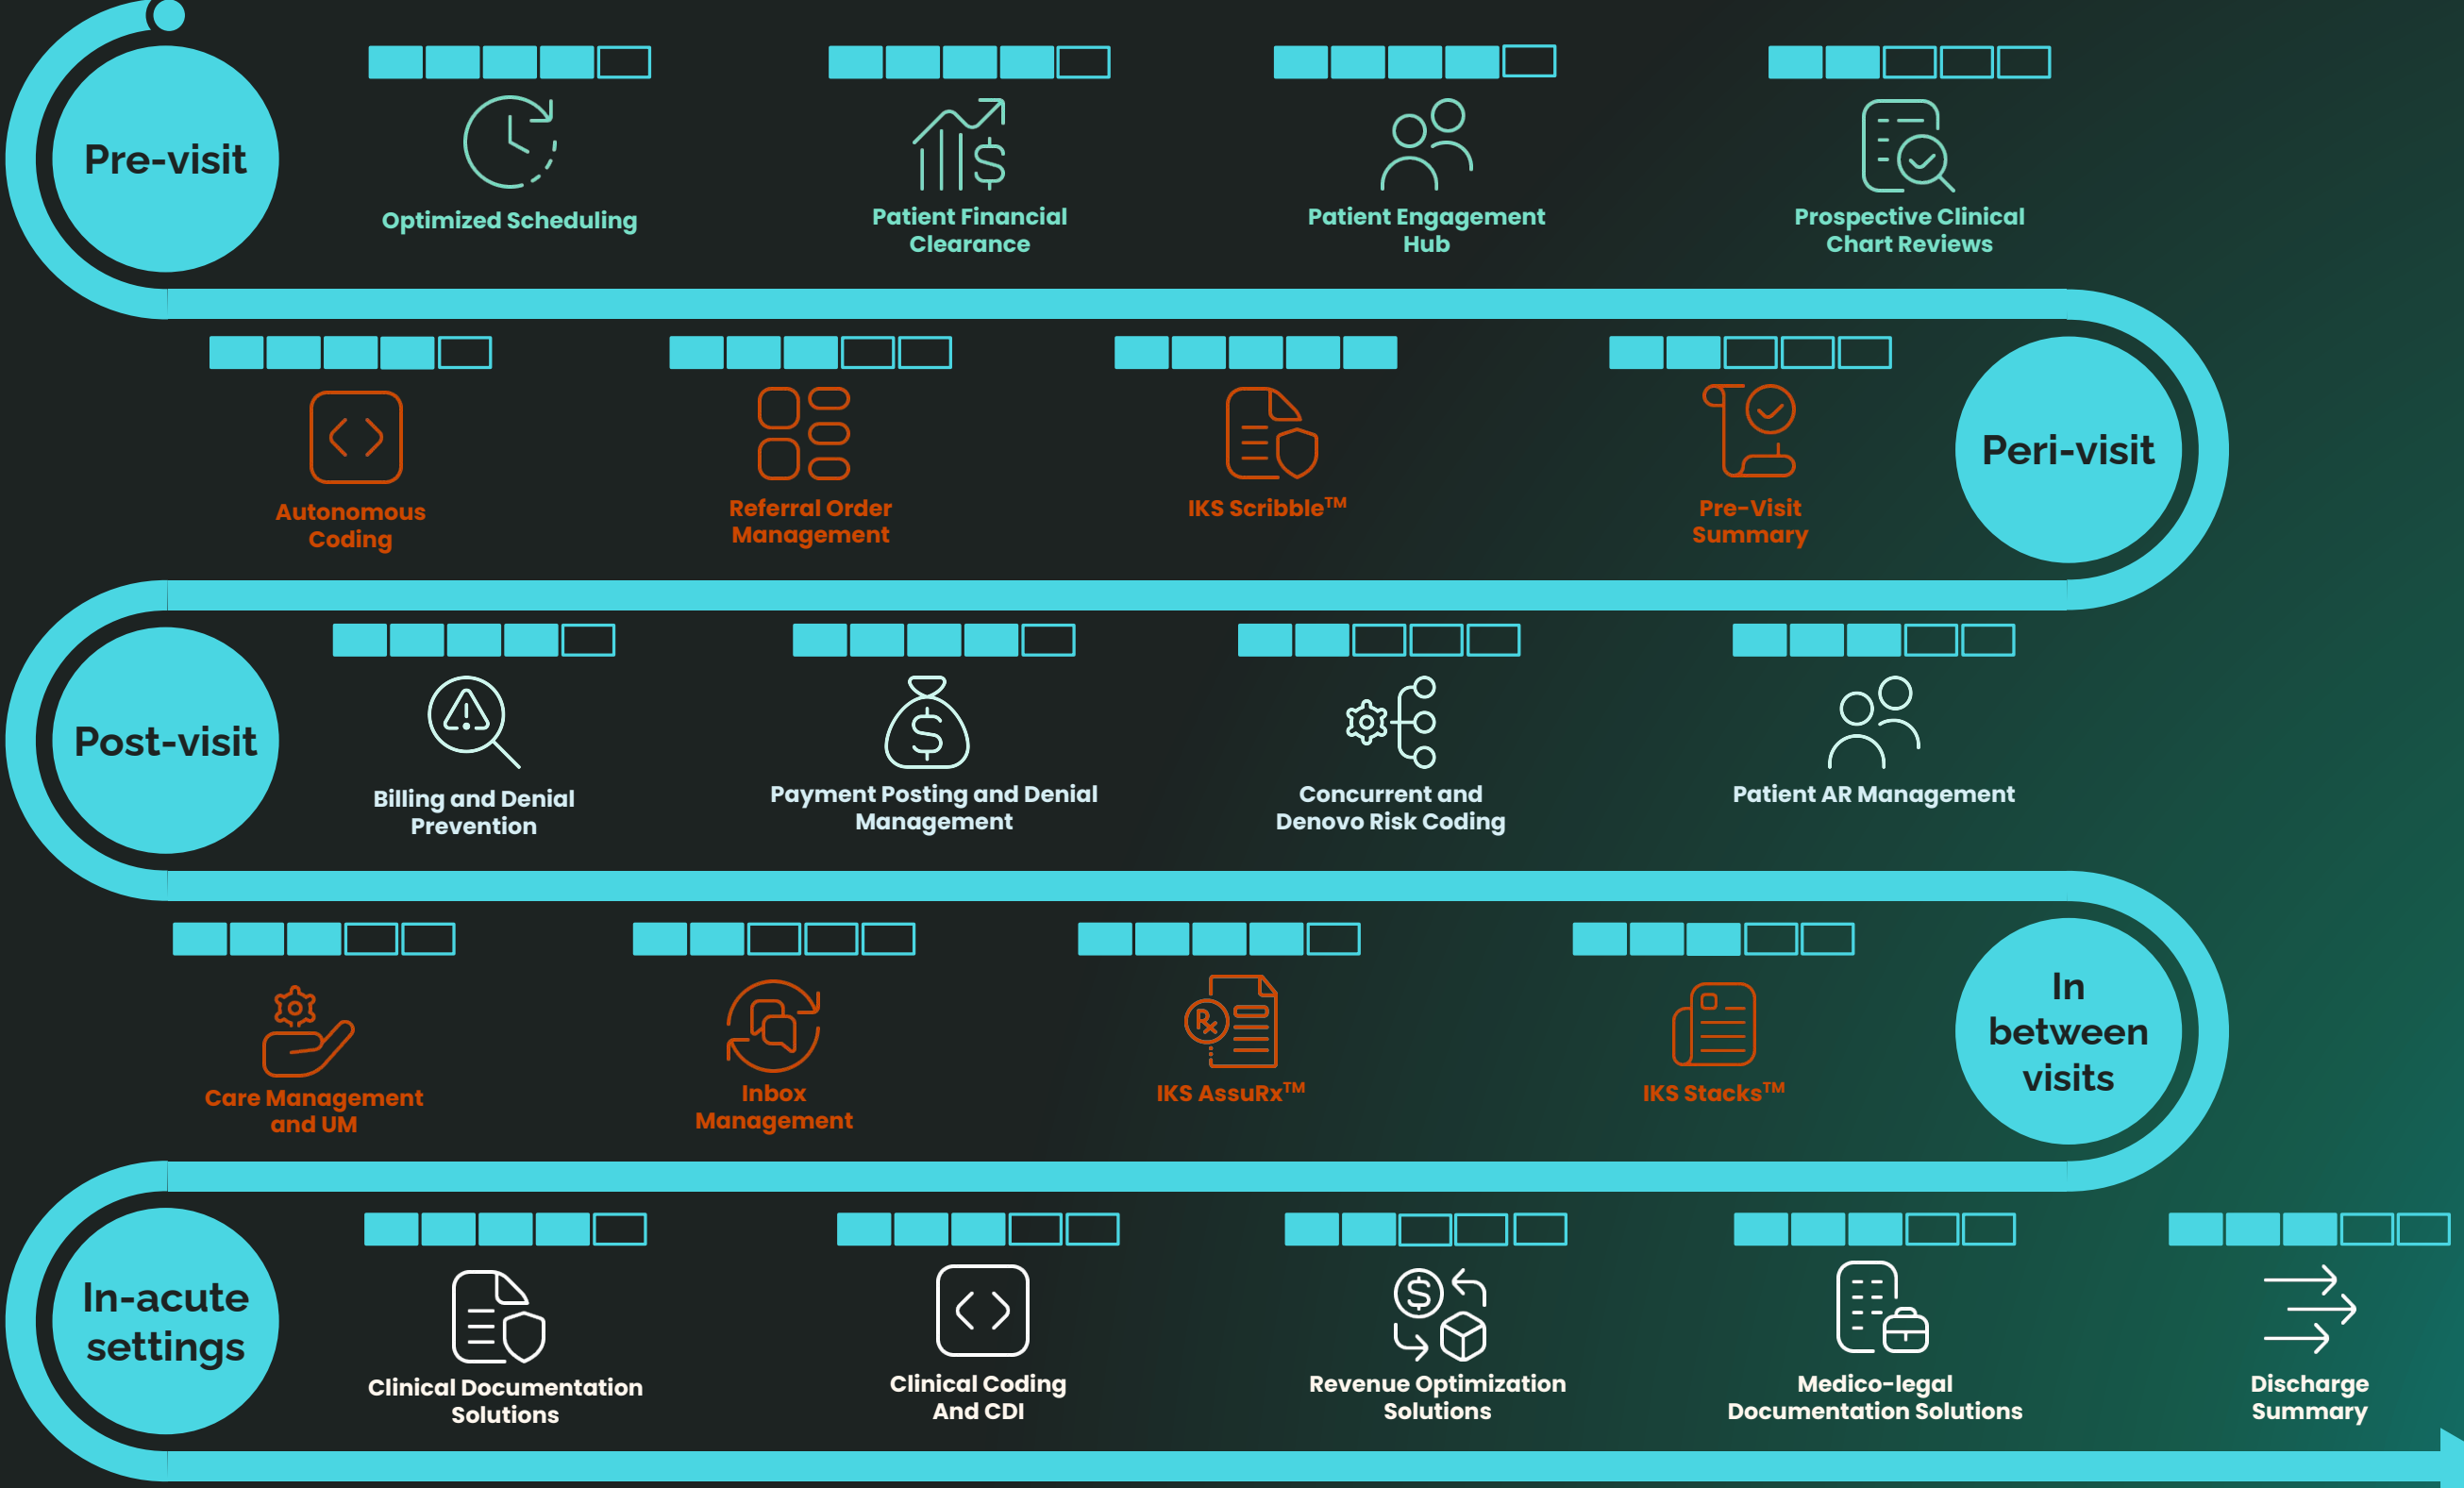 Pre-visit
Optimized Scheduling
Patient Financial
Clearance
Patient Engagement
Hub
Prospective Clinical
Chart Reviews
Autonomous
Coding
Referral Order
Management
IKS Scribble™
Pre-Visit
Summary
Peri-visit
Post-visit
Billing and Denial
Prevention
Payment Posting and Denial
Management
Concurrent and
Denovo Risk Coding
Patient AR Management
Care Management
and UM
Inbox
Management
Rx
IKS AssuRx™
IKS Stacks™
In
between
visits
In-acute
settings
Clinical Documentation
Solutions
Clinical Coding
And CDI
Revenue Optimization
Solutions
Medico-legal
Documentation Solutions
Discharge
Summary